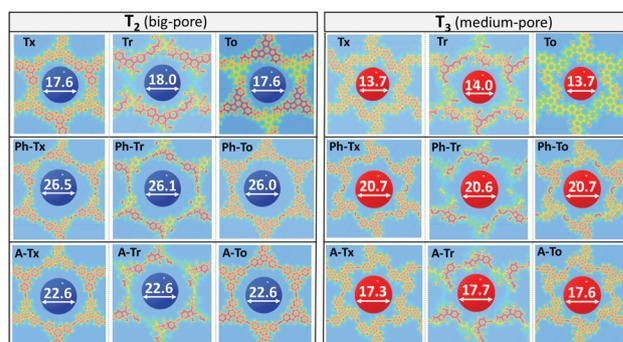 T2 (big-pore) T3 (medium-pore)
Tx Tr To Tx Tr To
17.6 18.0 17.6 13.7 14.0 13.7
Ph-Tx Ph-Tr Ph-To Ph-Tx Ph-Tr Ph-To
26.5 26.1 26.0 20.7 20.6 20.7
A-Tx A-Tr A-To A-Tx A-Tr A-To
22.6 22.6 22.6 17.3 17.7 17.6